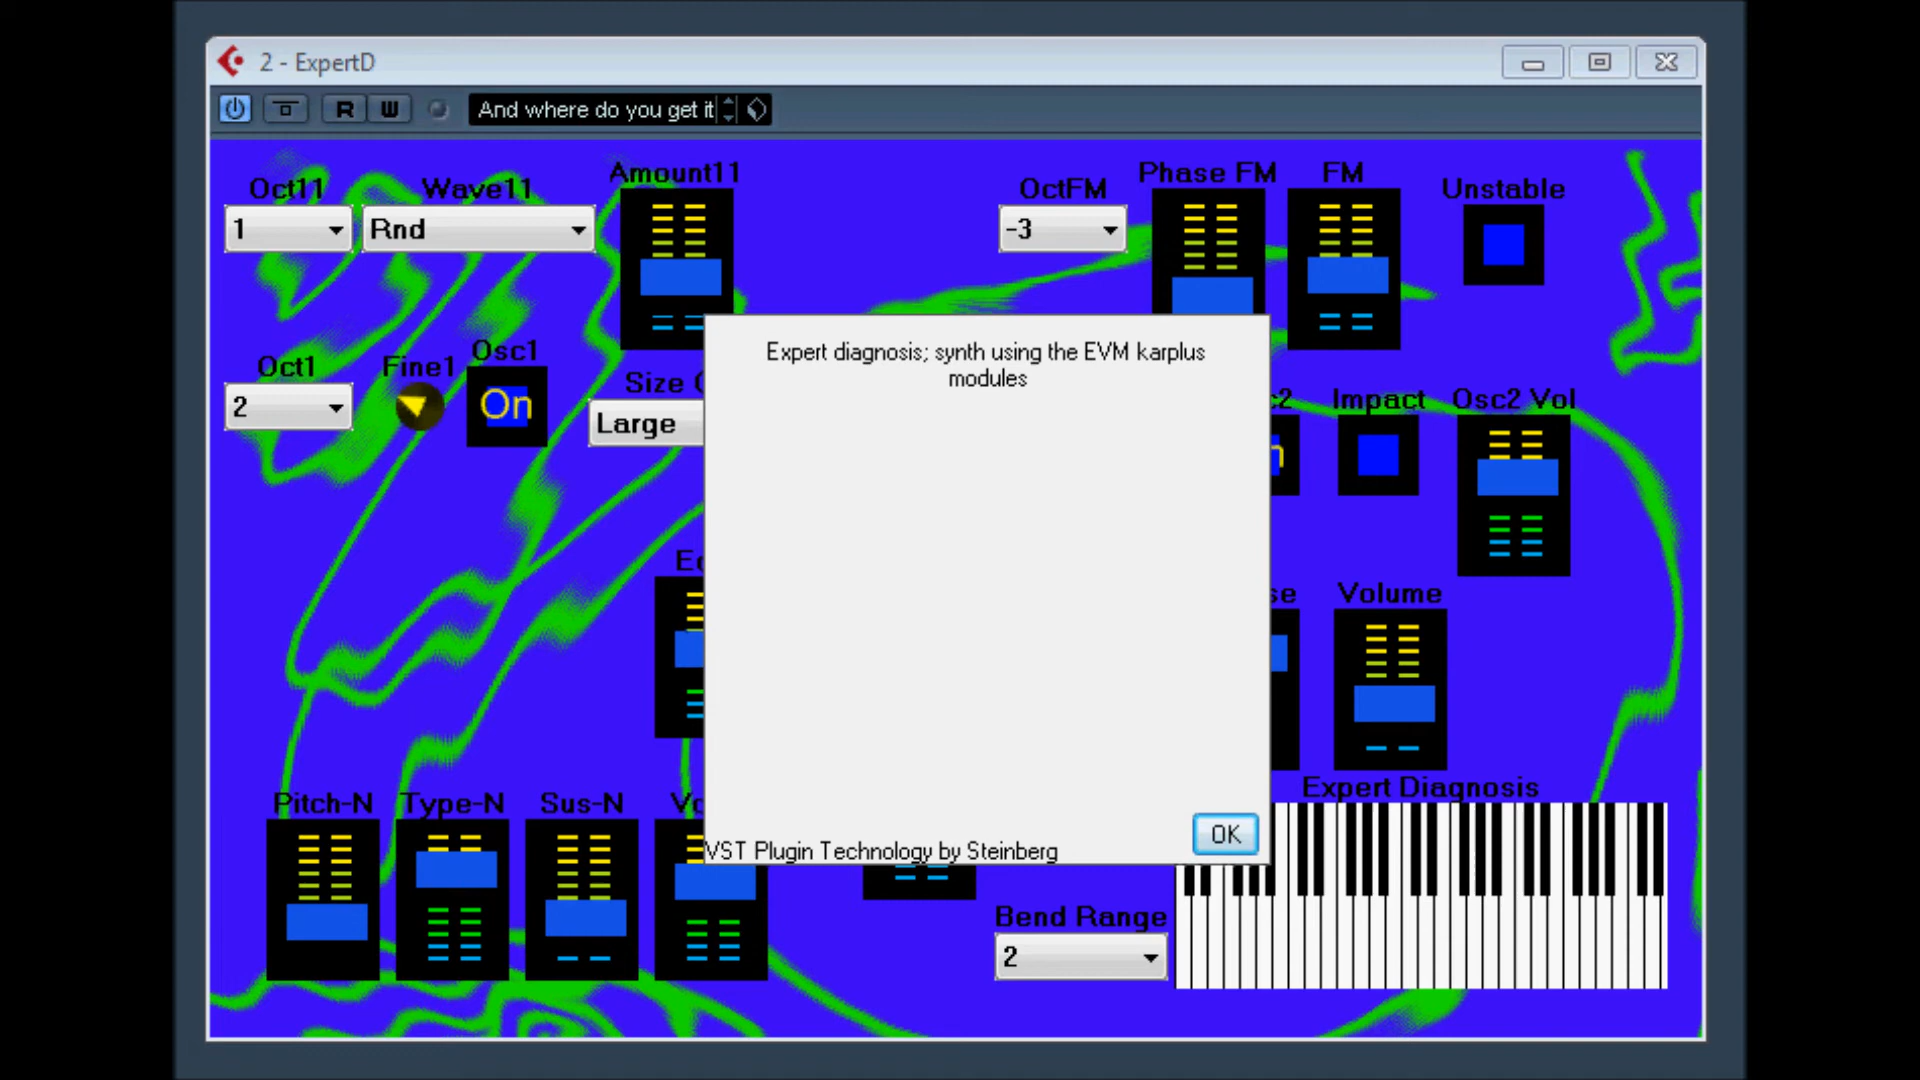 2 - ExpertD
R W And where do you get it
Oct11 Wave11 Amount11 OctFM Phase FM FM Unstable
1 Rnd -3
Oct1 Fine1 Osc1
2 On
Size
Large
Impact Osc2 Vol
Volume
Expert diagnosis; synth using the EVM karplus
modules
OK
VST Plugin Technology by Steinberg
Expert Diagnosis
Pitch-N Type-N Sus-N
Bend Range
2